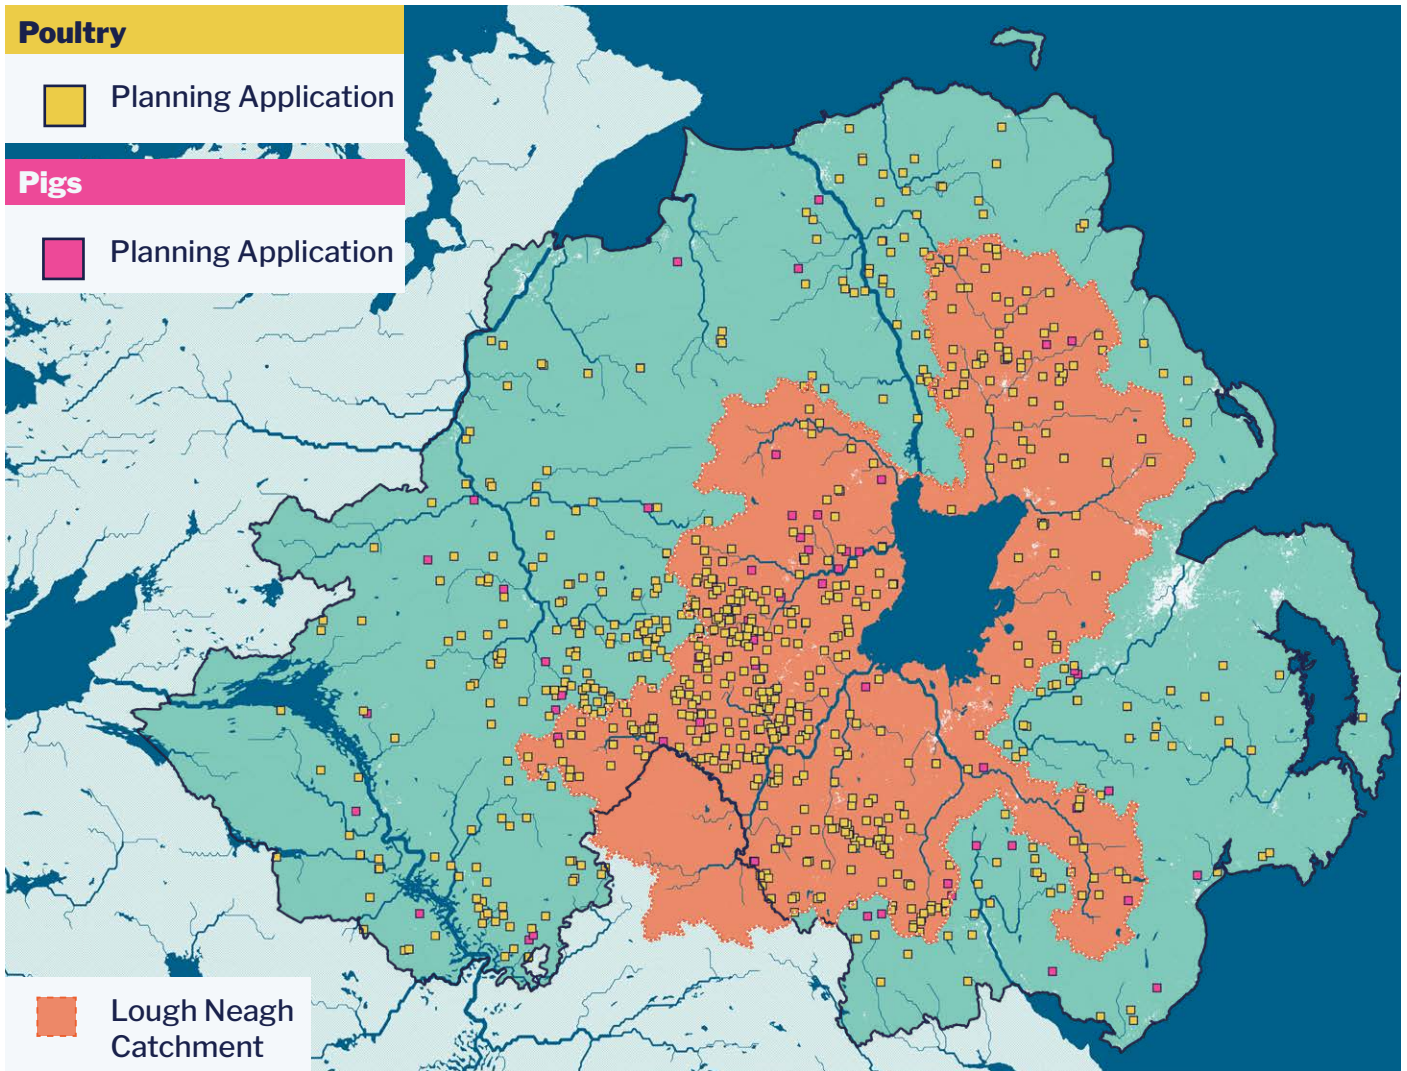 Poultry
Planning Application
Pigs
Planning Application
Lough Neagh
Catchment